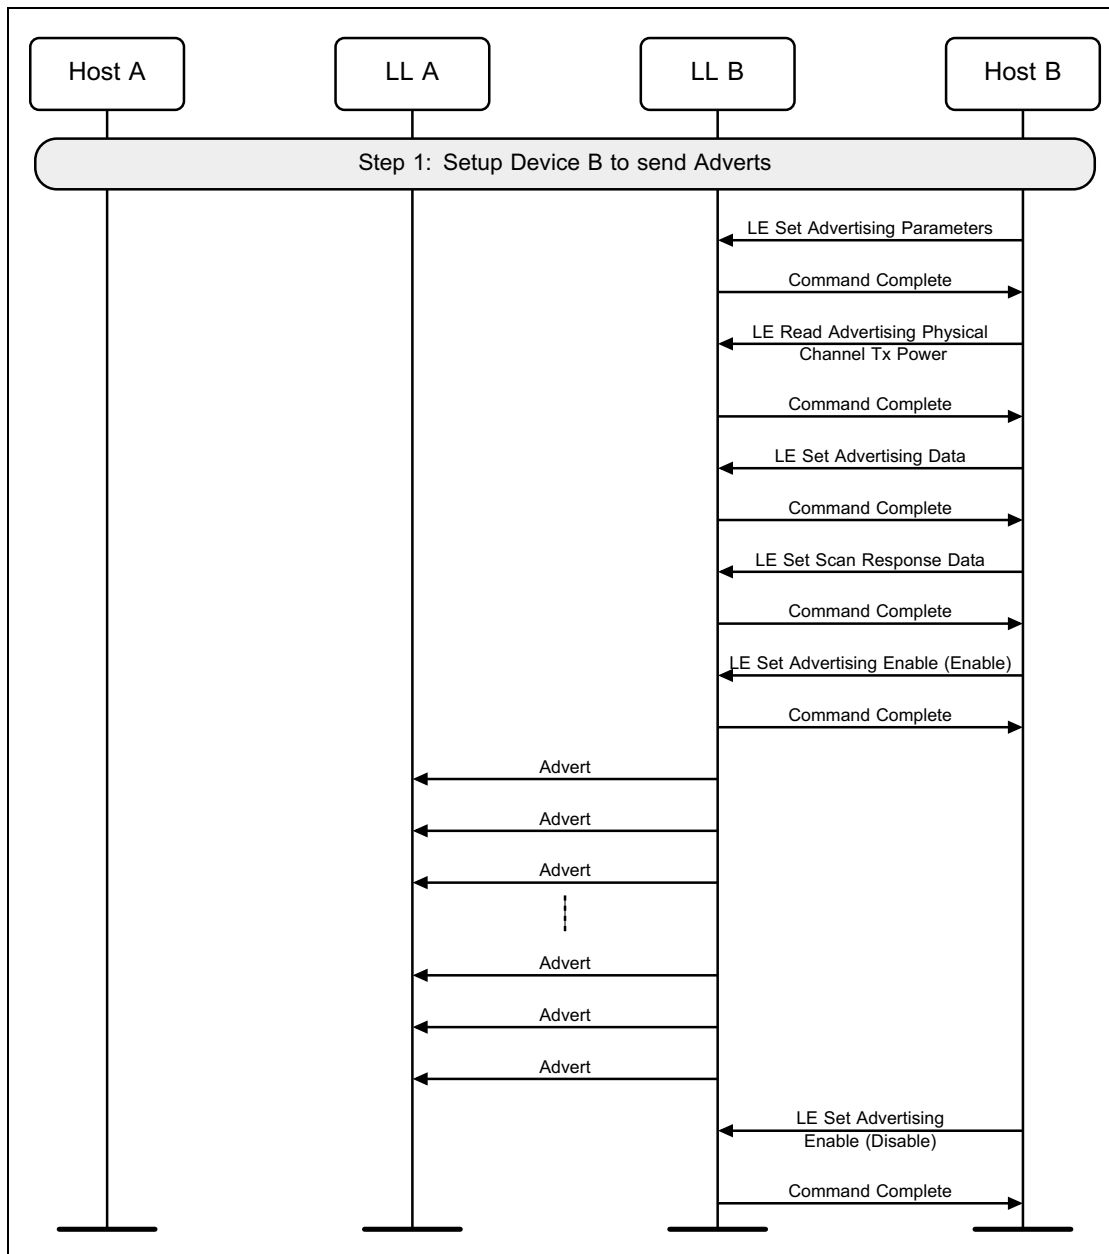 Host A
LL A
LL B
Host B
Step 1: Setup Device B to send Adverts
LE Set Advertising Parameters
Command Complete
LE Read Advertising Physical
Channel Tx Power
Command Complete
LE Set Advertising Data
Command Complete
LE Set Scan Response Data
Command Complete
LE Set Advertising Enable (Enable)
Command Complete
Advert
Advert
Advert
Advert
Advert
Advert
LE Set Advertising
Enable (Disable)
Command Complete